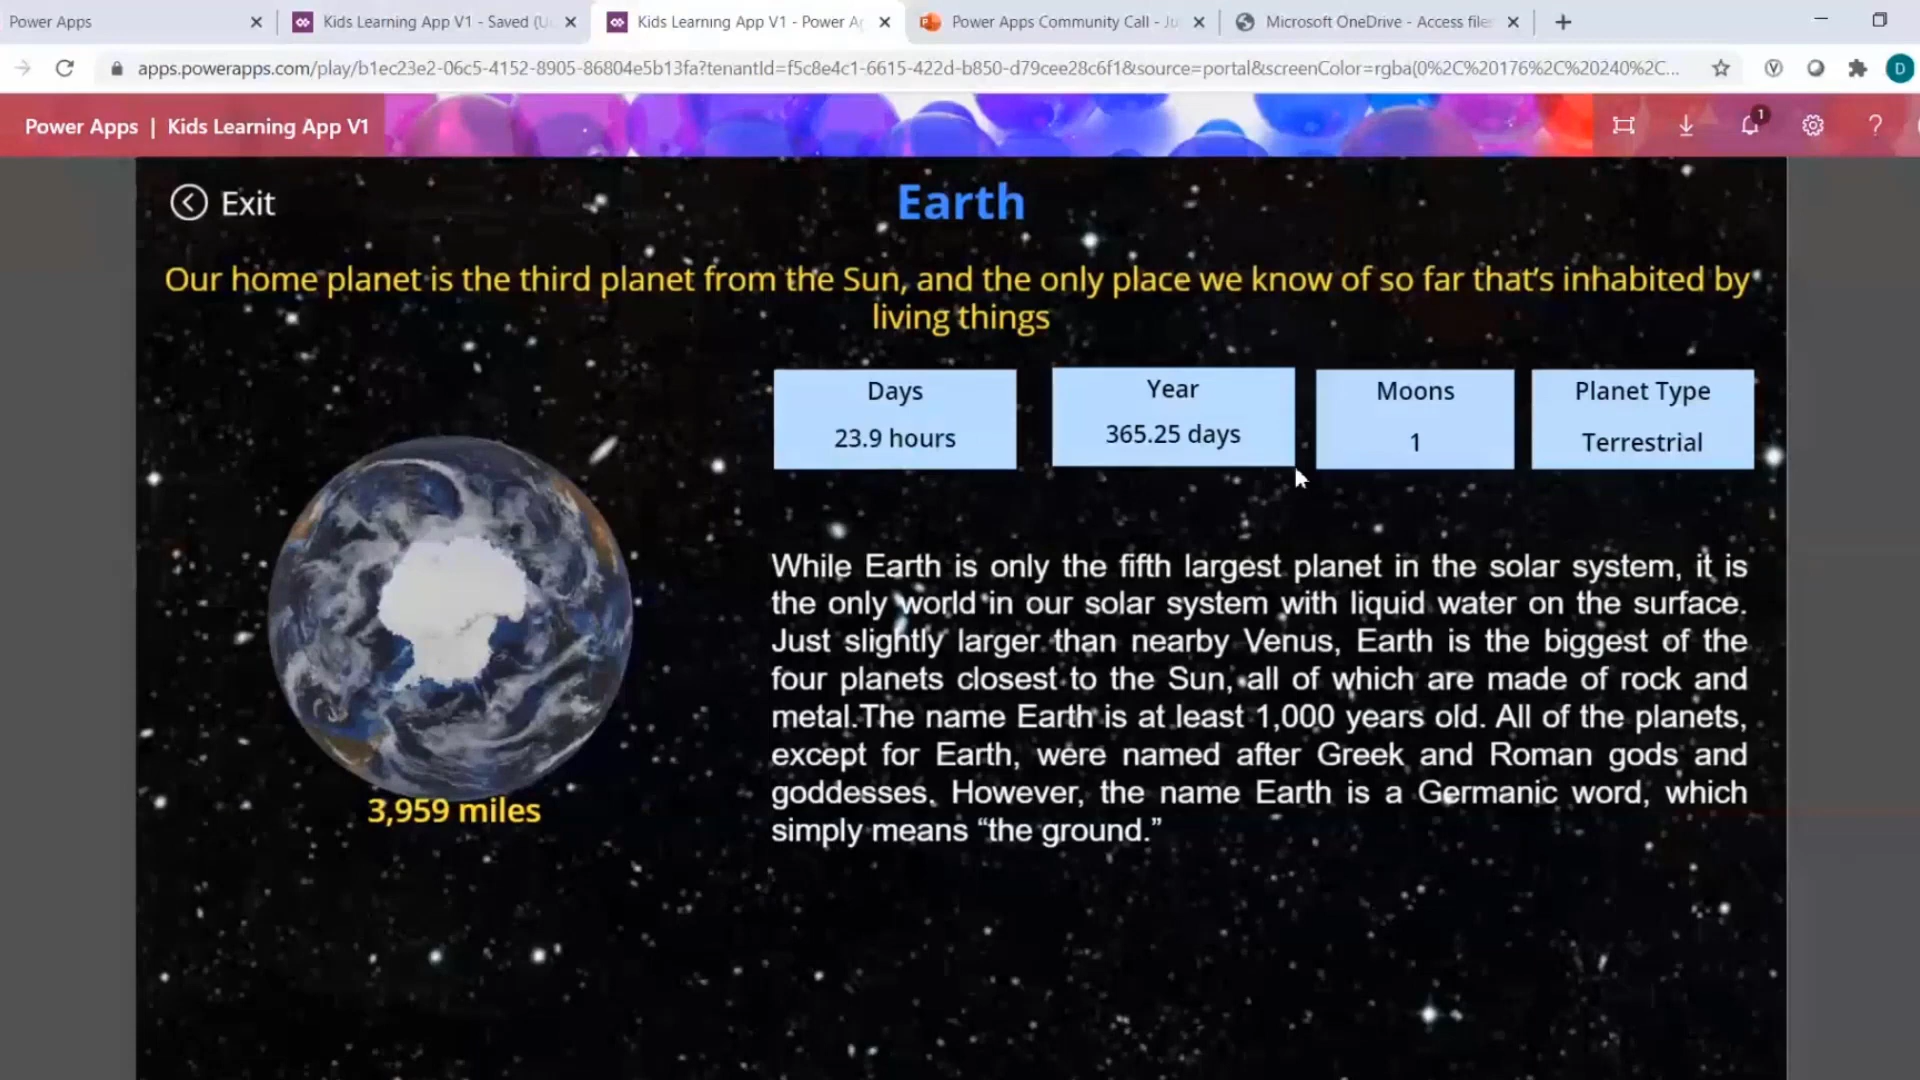 Power Apps
Kids Learning App V1 - Saved (U
Kids Learning App V1 - Power Ap
Power Apps Community Call - Ju
Microsoft OneDrive - Access files
apps.powerapps.com/play/b1ec23e2-06c5-4152-8905-86804e5b13fa?tenantId=f5c8e4c1-6615-422d-b850-d79cee28c6f1&source=portal&screenColor=rgba(0%2C%20176%2C%20240%2C...
D
Power Apps | Kids Learning App V1
1
?
Exit
Earth
Our home planet is the third planet from the Sun, and the only place we know of so far that's inhabited by
living things
Days
23.9 hours
Year
365.25 days
Moons
1
Planet Type
Terrestrial
While Earth is only the fifth largest planet in the solar system, it is
the only world in our solar system with liquid water on the surface.
Just slightly larger than nearby Venus, Earth is the biggest of the
four planets closest to the Sun, all of which are made of rock and
metal.The name Earth is at least 1,000 years old. All of the planets,
except for Earth, were named after Greek and Roman gods and
goddesses. However, the name Earth is a Germanic word, which
simply means “the ground.”
3,959 miles